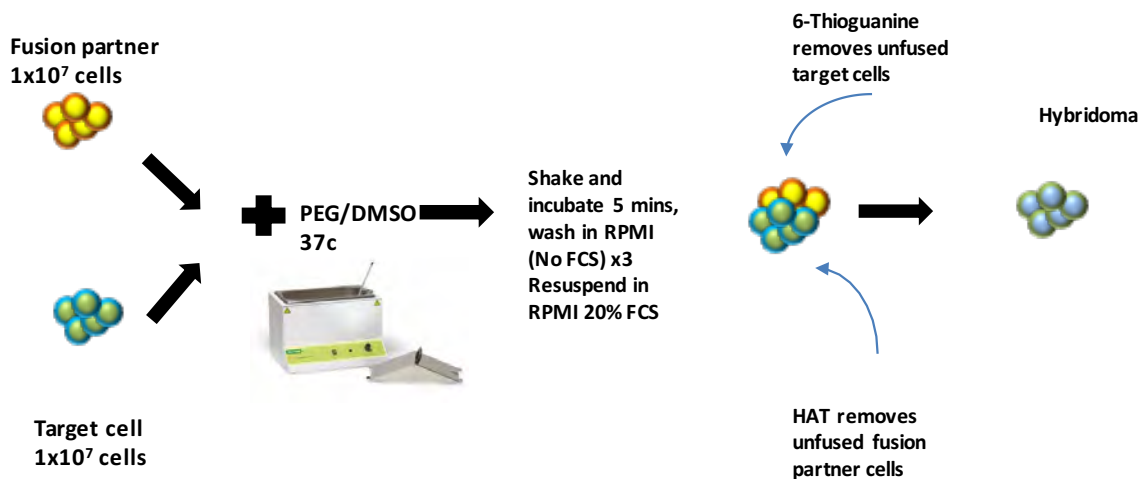 Fusion partner
1x10⁷ cells
Target cell
1x10⁷ cells
PEG/DMSO
37c
Shake and
incubate 5 mins,
wash in RPMI
(No FCS) x3
Resuspend in
RPMI 20% FCS
6-Thioguanine
removes unfused
target cells
HAT removes
unfused fusion
partner cells
Hybridoma